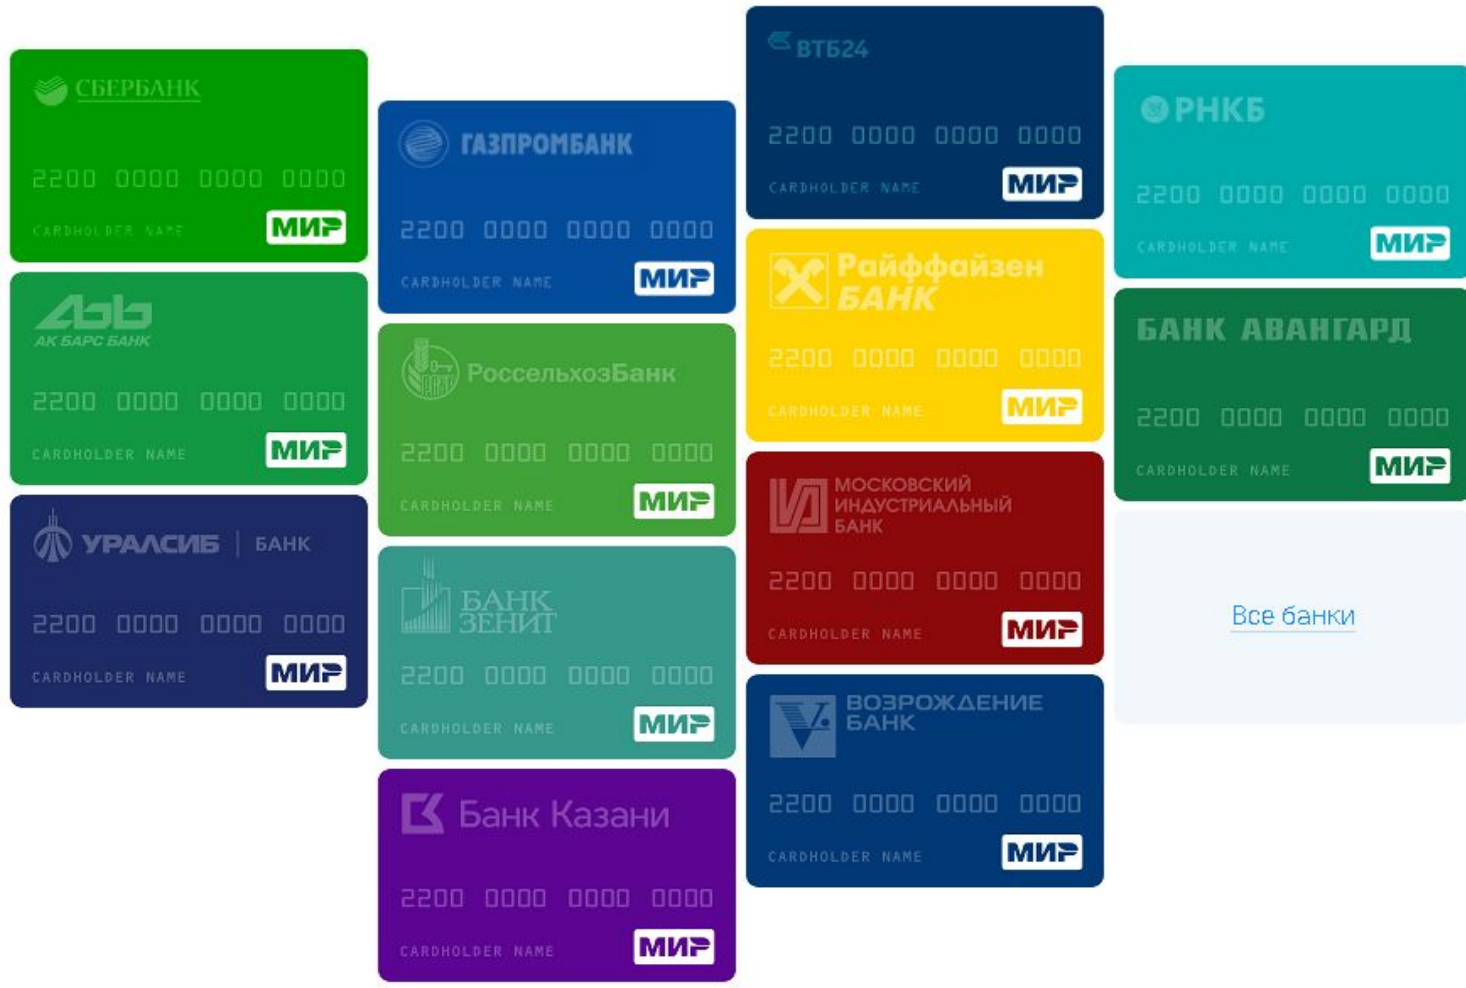 СБЕРБАНК
2200 0000 0000 0000
CARDHOLDER NAME
МИР
АК БАРС БАНК
2200 0000 0000 0000
CARDHOLDER NAME
МИР
УРАЛСИБ | БАНК
2200 0000 0000 0000
CARDHOLDER NAME
МИР
ГАЗПРОМБАНК
2200 0000 0000 0000
CARDHOLDER NAME
МИР
РоссельхозБанк
2200 0000 0000 0000
CARDHOLDER NAME
МИР
БАНК
ЗЕНИТ
2200 0000 0000 0000
CARDHOLDER NAME
МИР
Банк Казани
2200 0000 0000 0000
CARDHOLDER NAME
МИР
ВТБ24
2200 0000 0000 0000
CARDHOLDER NAME
МИР
Райффайзен
БАНК
2200 0000 0000 0000
CARDHOLDER NAME
МИР
МОСКОВСКИЙ
ИНДУСТРИАЛЬНЫЙ
БАНК
2200 0000 0000 0000
CARDHOLDER NAME
МИР
ВОЗРОЖДЕНИЕ
БАНК
2200 0000 0000 0000
CARDHOLDER NAME
МИР
РНКБ
2200 0000 0000 0000
CARDHOLDER NAME
МИР
БАНК АВАНГАРД
2200 0000 0000 0000
CARDHOLDER NAME
МИР
Все банки